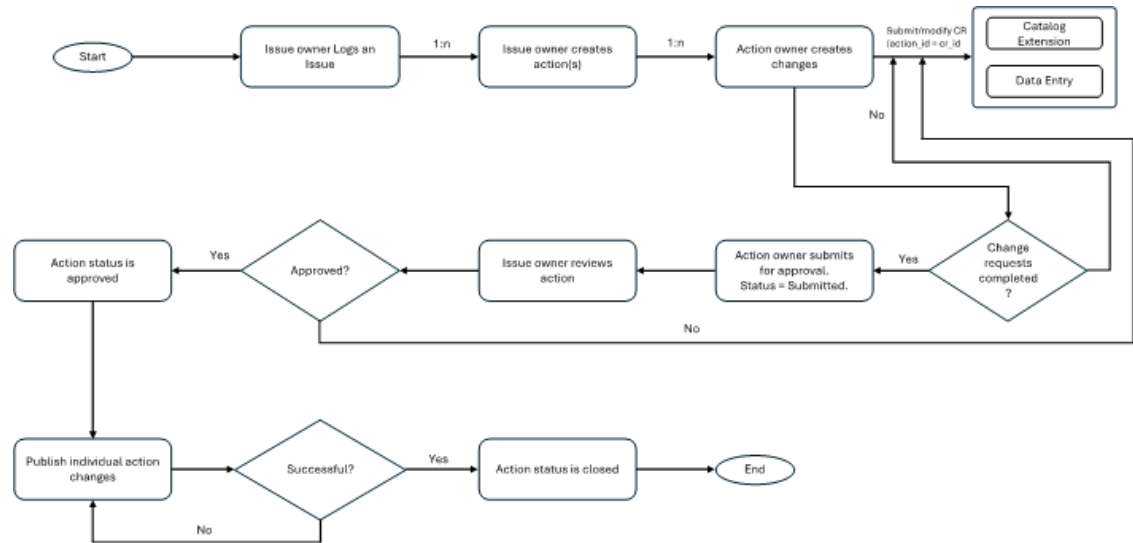 Start
Issue owner Logs an
Issue
1:n
Issue owner creates
action(s)
1:n
Action owner creates
changes
Submit/modify CR
(action_id = cr_id
Catalog
Extension
Data Entry
No
Action status is
approved
Yes
Approved?
Issue owner reviews
action
Action owner submits
for approval.
Status = Submitted.
Yes
Change
requests
completed
?
No
Publish individual action
changes
Successful?
Yes
Action status is closed
End
No